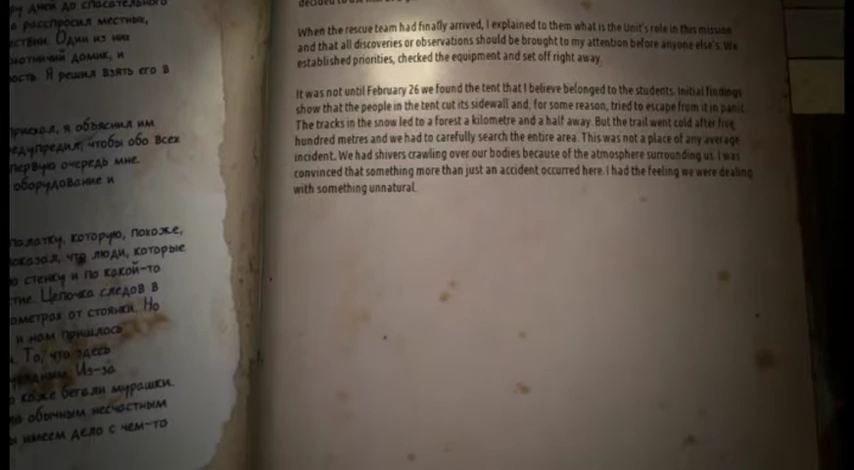 ру дней до спасательного
расспросил местных,
Один из них
домик, и
Я решил взять его в
приехал, я объяснил им
чтобы обо всех
первую очередь мне.
оборудование и
палатку, которую, похоже,
что люди, которые
стенку и по какой-то
Цепочка следов в
от стоянки. Но
и нам пришлось
То, что здесь
Из-за
коже бегали мурашки.
обычным несчастным
имеем дело с чем-то
When the rescue team had finally arrived, I explained to them what is the Unit's role in this mission
and that all discoveries or observations should be brought to my attention before anyone else's. We
established priorities, checked the equipment and set off right away.
It was not until February 26 we found the tent that I believe belonged to the students. Initial findings
show that the people in the tent cut its sidewall and, for some reason, tried to escape from it in panic.
The tracks in the snow led to a forest a kilometre and a half away. But the trail went cold after five
hundred metres and we had to carefully search the entire area. This was not a place of any average
incident. We had shivers crawling over our bodies because of the atmosphere surrounding us. I was
convinced that something more than just an accident occurred here. I had the feeling we were dealing
with something unnatural.